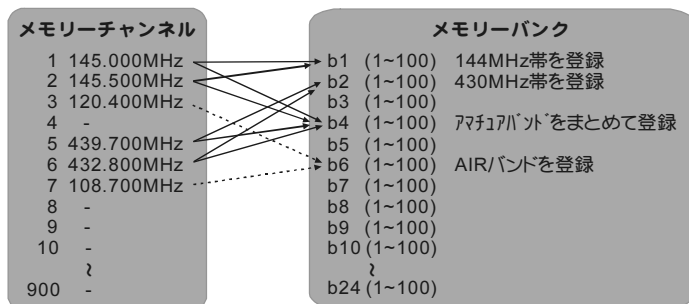 メモリーチャンネル
1 145.000MHz
2 145.500MHz
3 120.400MHz
4 -
5 439.700MHz
6 432.800MHz
7 108.700MHz
8 -
9 -
10 -
~
900 -
メモリーバンク
b1 (1~100) 144MHz帯を登録
b2 (1~100) 430MHz帯を登録
b3 (1~100)
b4 (1~100) ｱﾏﾁｭｱﾊﾞﾝﾄﾞをまとめて登録
b5 (1~100)
b6 (1~100) AIRバンドを登録
b7 (1~100)
b8 (1~100)
b9 (1~100)
b10 (1~100)
~
b24 (1~100)